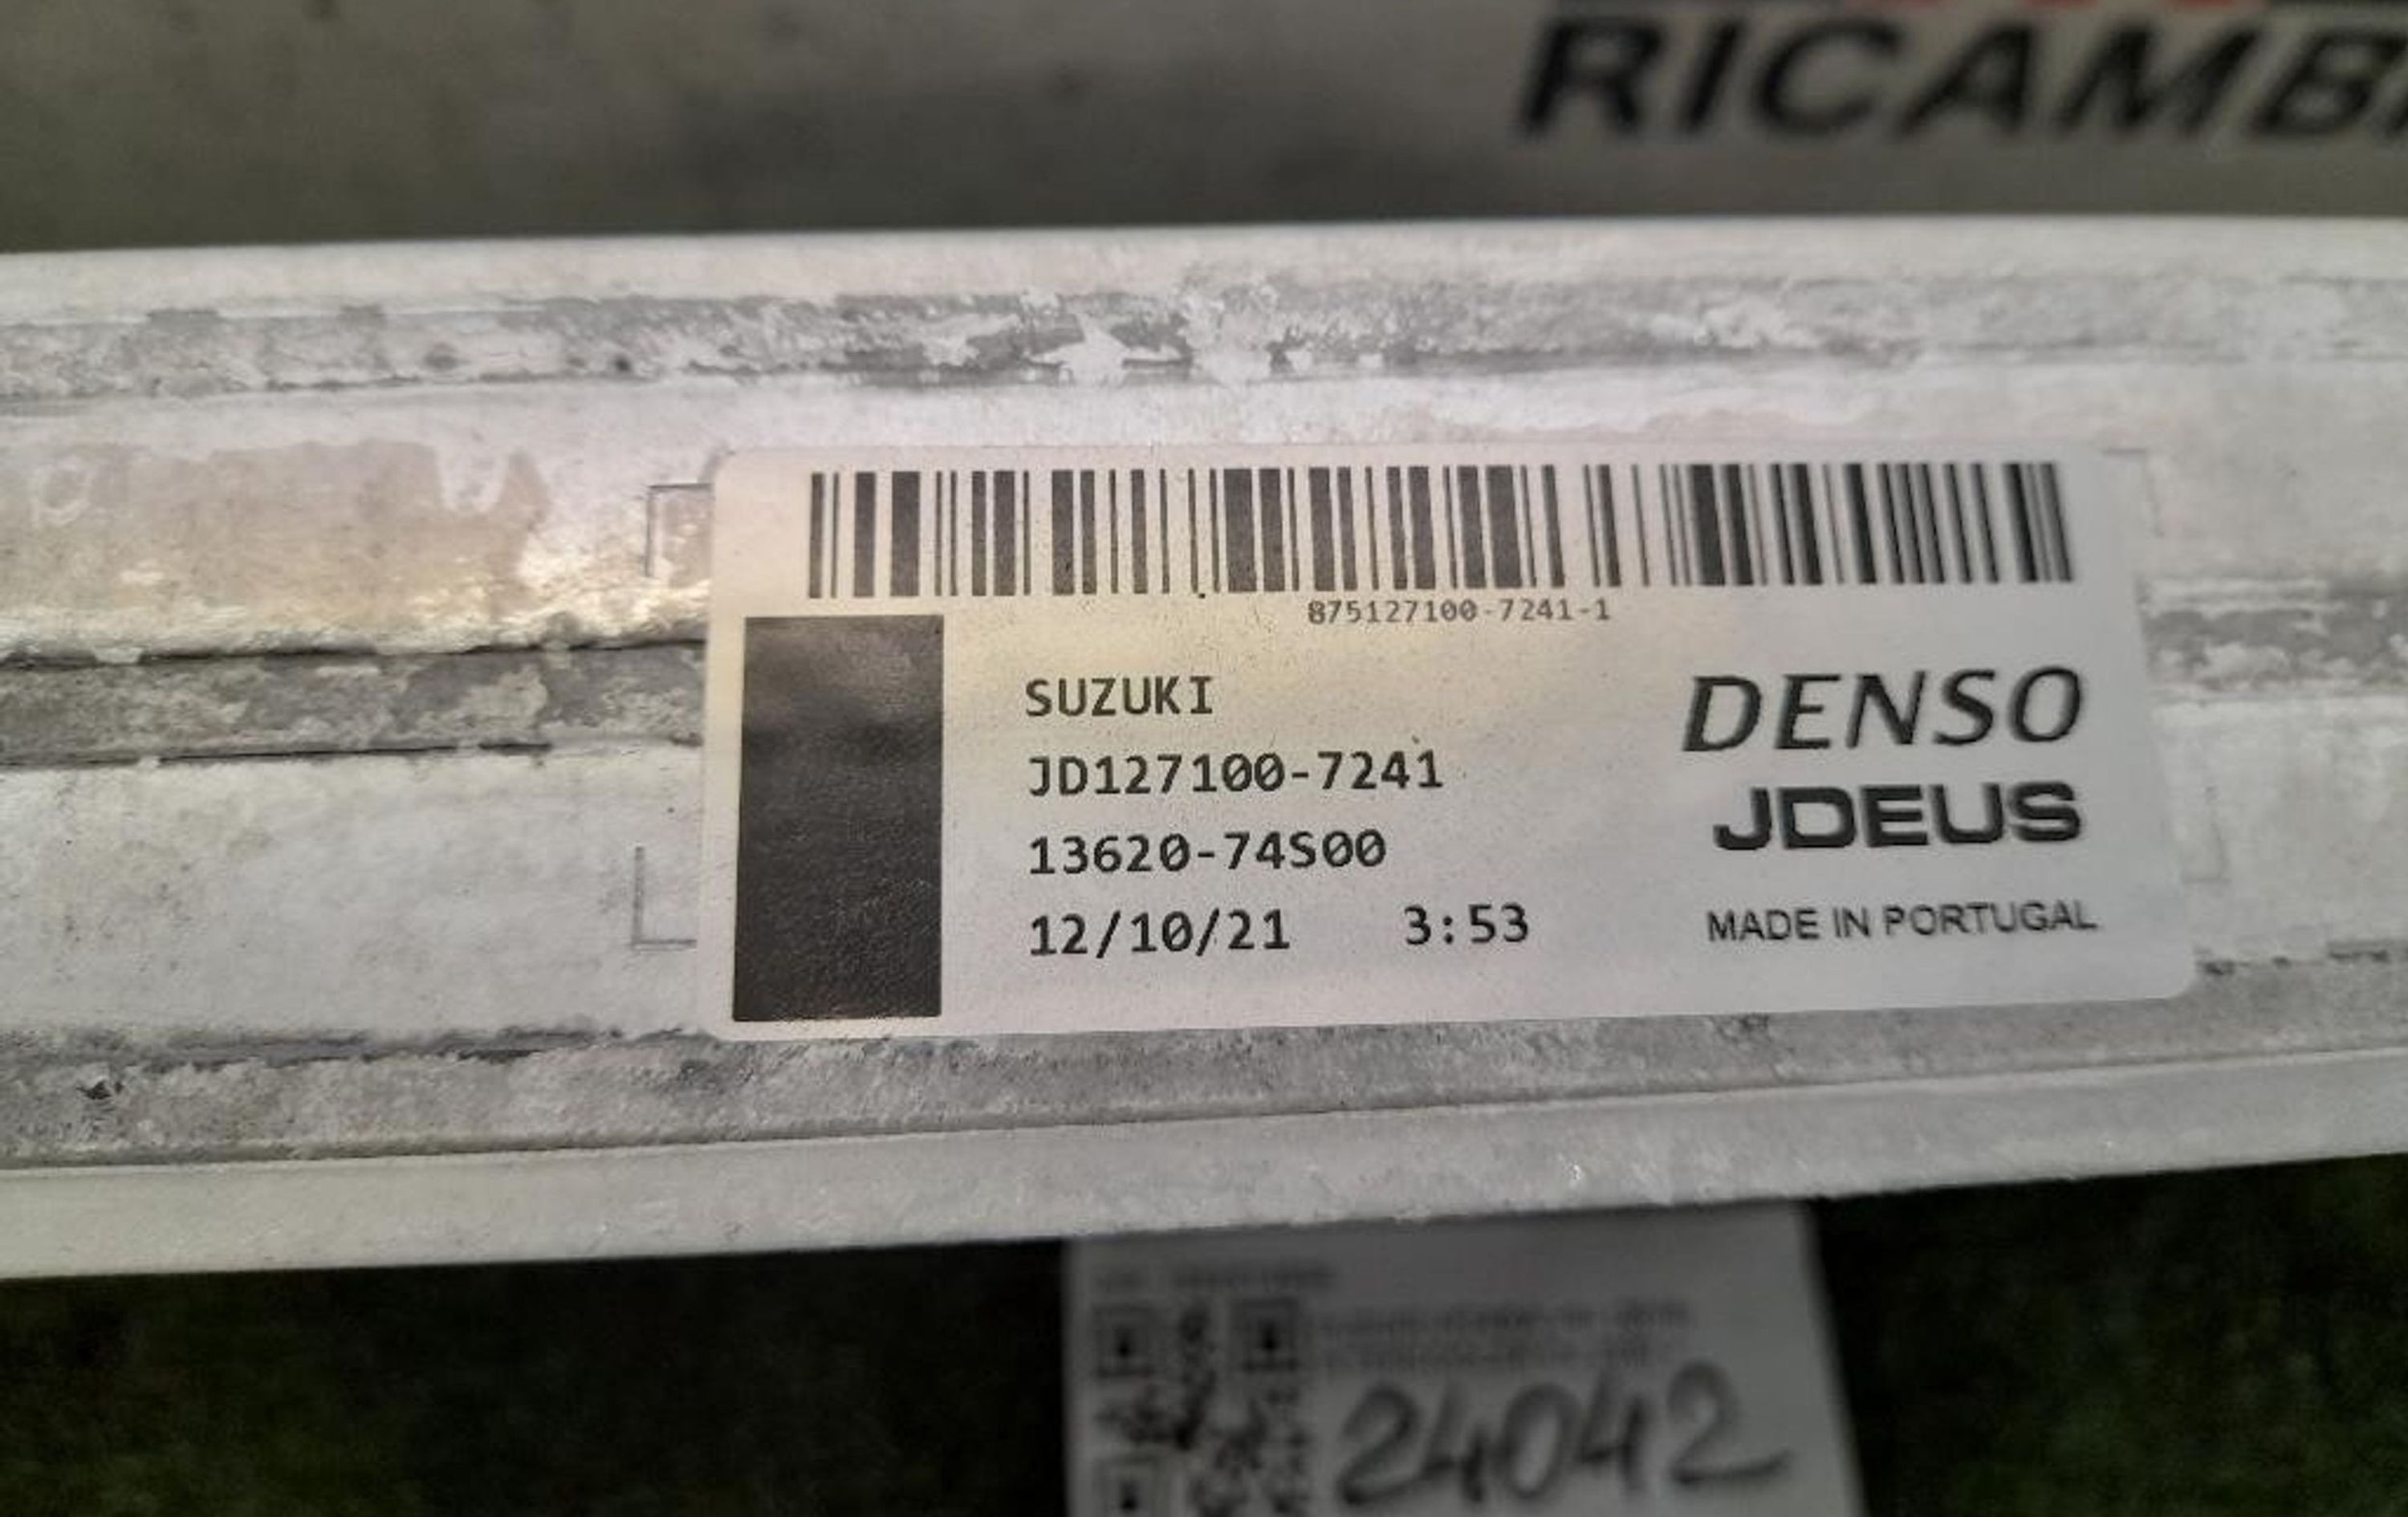 RICAMB
875127100-7241-1
SUZUKI
JD127100-7241
13620-74S00
12/10/21 3:53
DENSO
JDEUS
MADE IN PORTUGAL
24042